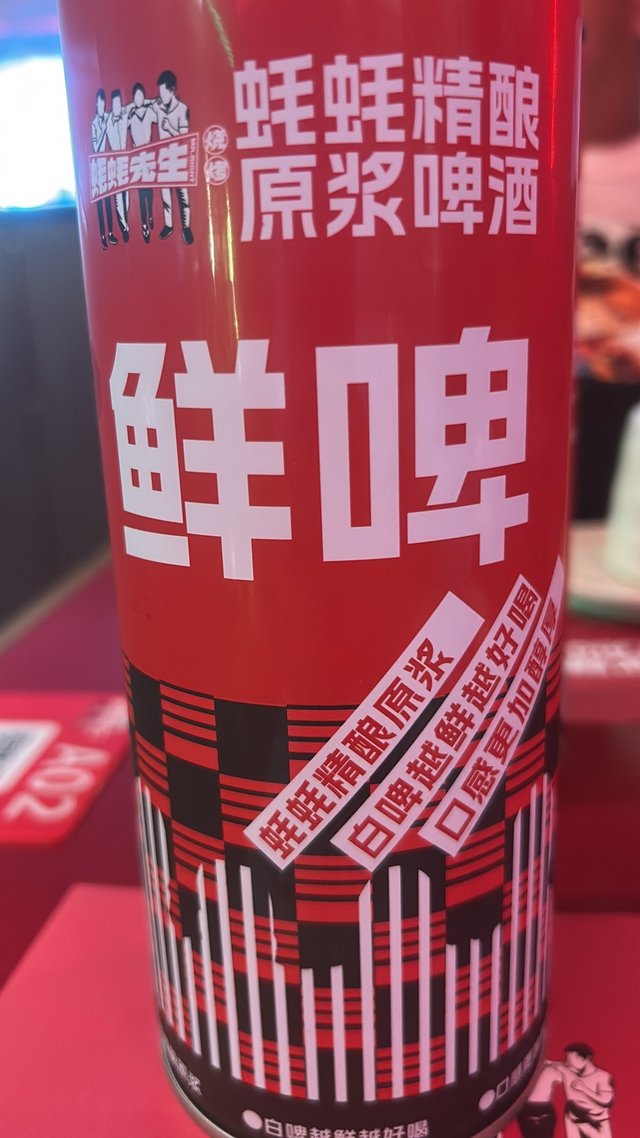 蚝蚝精酿
原浆啤酒
蚝蚝先生
烧烤
鲜啤
蚝蚝精酿原浆
白啤越鲜越好喝
口感更加醇厚
A02
白啤越鲜越好喝